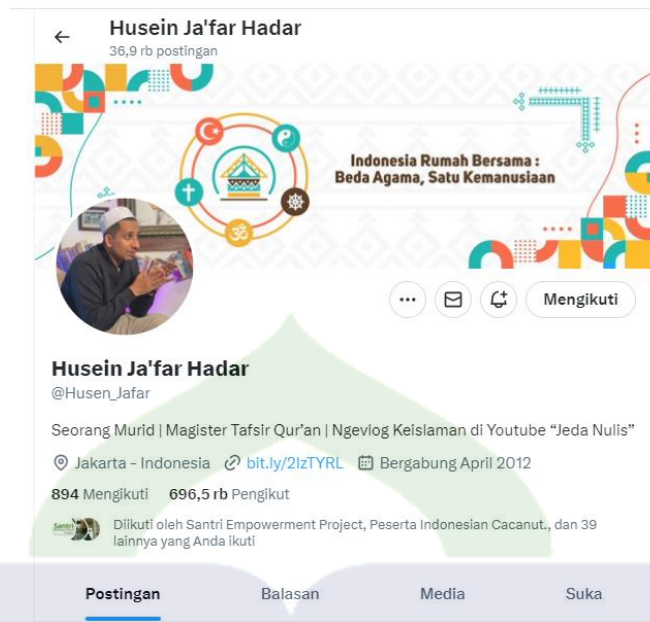 Husein Ja'far Hadar
36,9 rb postingan
Indonesia Rumah Bersama :
Beda Agama, Satu Kemanusiaan
Mengikuti
Husein Ja'far Hadar
@Husen_Jafar
Seorang Murid | Magister Tafsir Qur'an | Ngevlog Keislaman di Youtube “Jeda Nulis”
Jakarta - Indonesia bit.ly/2IzTYRL Bergabung April 2012
894 Mengikuti 696,5 rb Pengikut
Santri
Diikuti oleh Santri Empowerment Project, Peserta Indonesian Cacanut., dan 39
lainnya yang Anda ikuti
Postingan Balasan Media Suka